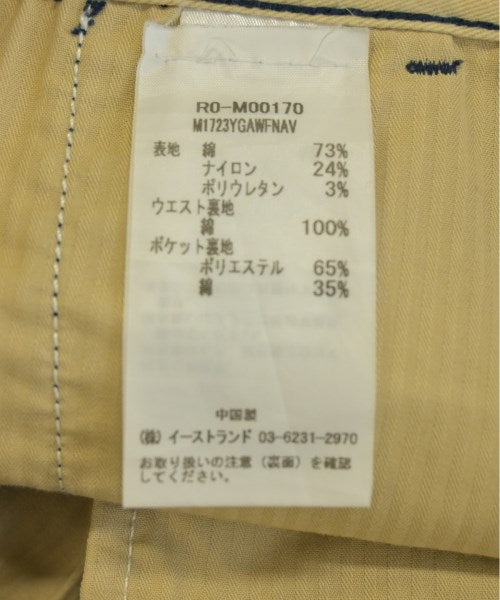 RO-M00170
M1723YGAWFNAV
表地 綿 73%
ナイロン 24%
ポリウレタン 3%
ウエスト裏地
綿 100%
ポケット裏地
ポリエステル 65%
綿 35%
中国製
(株) イーストランド 03-6231-2970
お取り扱いの注意（裏面）を確認
してください。